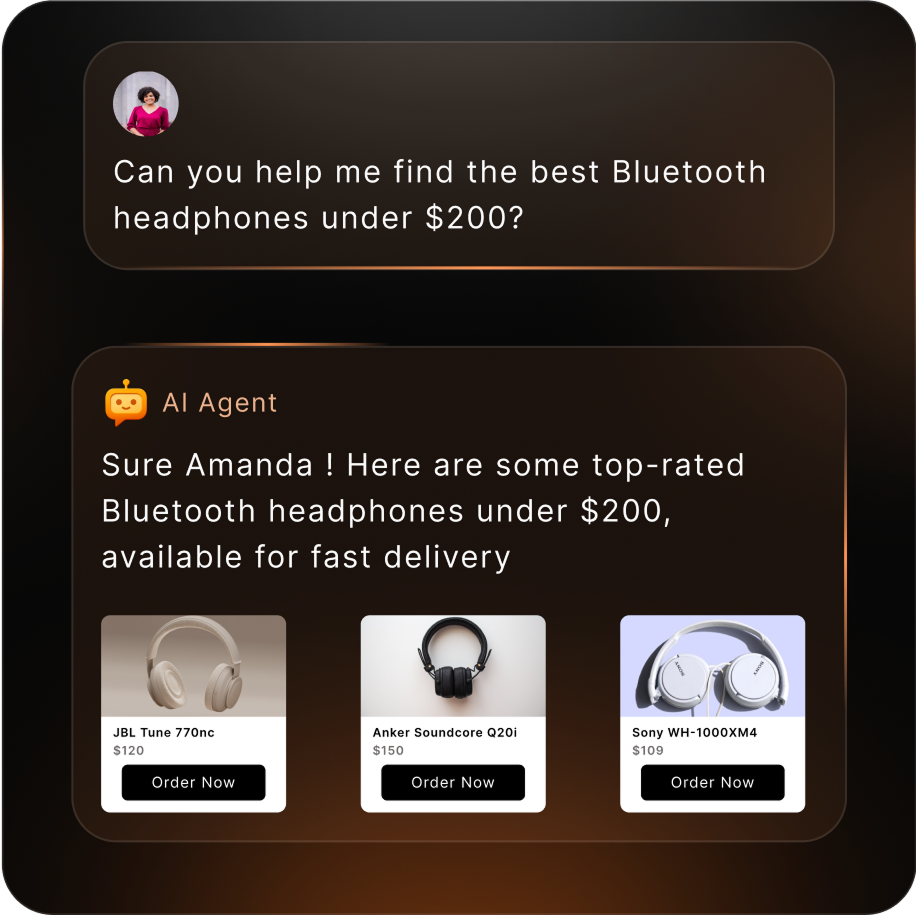 Can you help me find the best Bluetooth
headphones under $200?
AI Agent
Sure Amanda ! Here are some top-rated
Bluetooth headphones under $200,
available for fast delivery
SONY
SONY
JBL Tune 770nc
$120
Order Now
Anker Soundcore Q20i
$150
Order Now
Sony WH-1000XM4
$109
Order Now